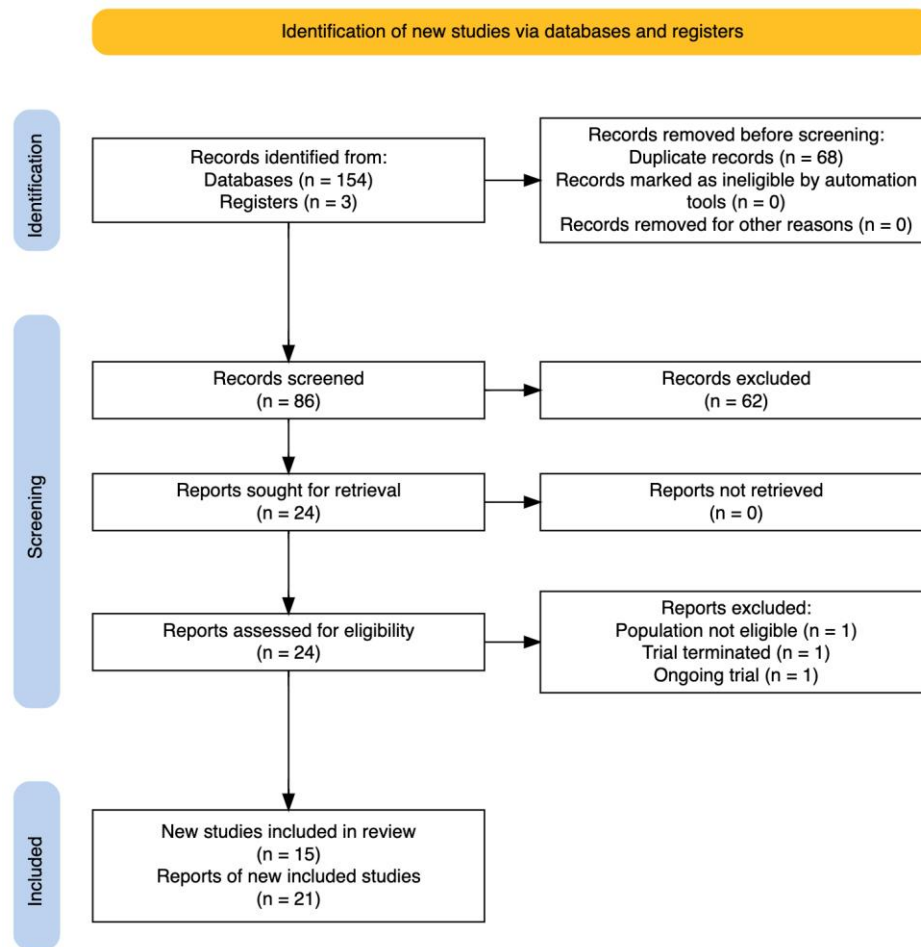 Identification of new studies via databases and registers
Identification
Records identified from:
Databases (n = 154)
Registers (n = 3)
Records removed before screening:
Duplicate records (n = 68)
Records marked as ineligible by automation
tools (n = 0)
Records removed for other reasons (n = 0)
Screening
Records screened
(n = 86)
Records excluded
(n = 62)
Reports sought for retrieval
(n = 24)
Reports not retrieved
(n = 0)
Reports assessed for eligibility
(n = 24)
Reports excluded:
Population not eligible (n = 1)
Trial terminated (n = 1)
Ongoing trial (n = 1)
Included
New studies included in review
(n = 15)
Reports of new included studies
(n = 21)